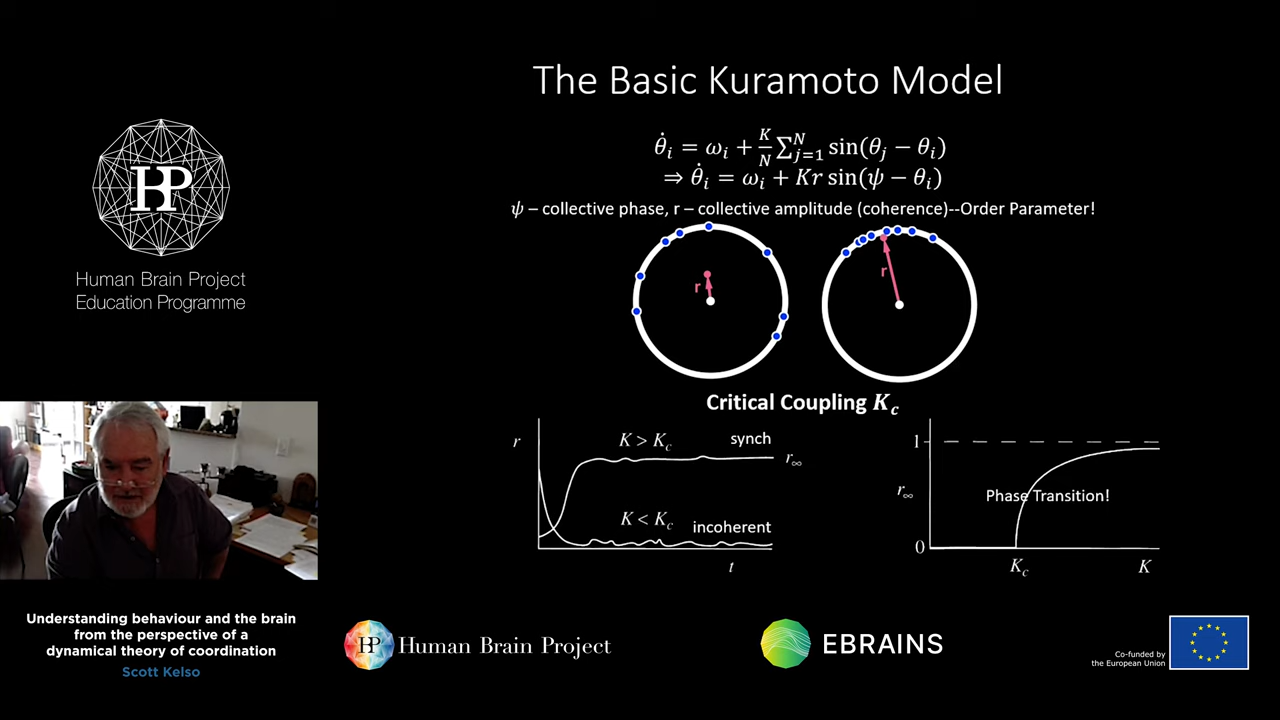 The Basic Kuramoto Model
θ̇ᵢ = ωᵢ + K/N ∑ⱼ₌₁ᴺ sin(θⱼ − θᵢ)
⇒ θ̇ᵢ = ωᵢ + Kr sin(ψ − θᵢ)
ψ – collective phase, r – collective amplitude (coherence)--Order Parameter!
HP
Human Brain Project
Education Programme
r
r
Critical Coupling K_c
r
K > K_c
synch
r_∞
K < K_c
incoherent
t
1
r_∞
Phase Transition!
0
K_c
K
Understanding behaviour and the brain
from the perspective of a
dynamical theory of coordination
Scott Kelso
HP Human Brain Project
EBRAINS
Co-funded by
the European Union